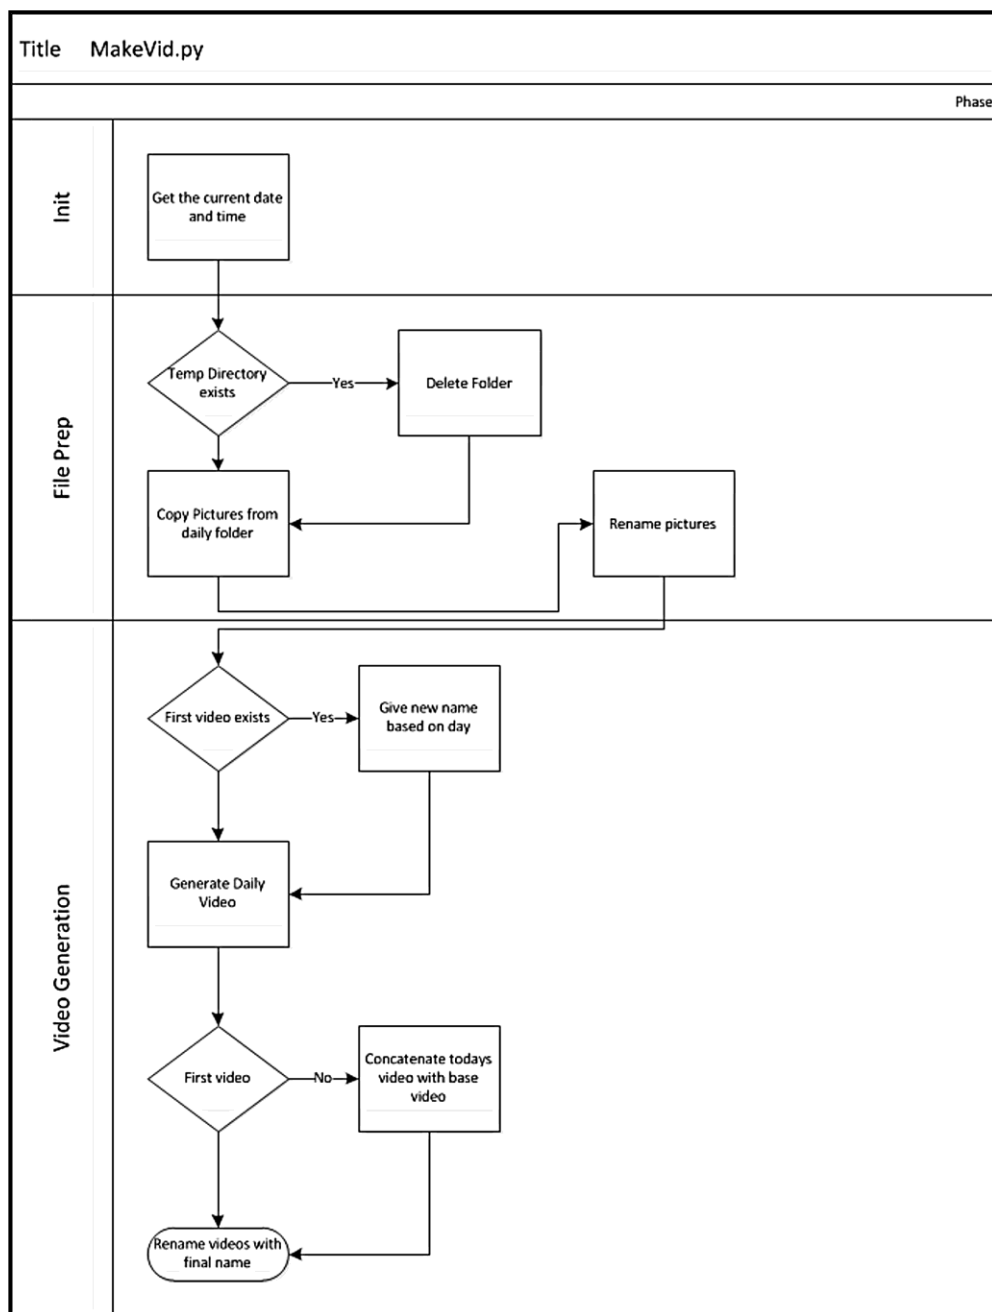 Title MakeVid.py
Phase
Init
Get the current date
and time
File Prep
Temp Directory
exists
Yes
Delete Folder
Copy Pictures from
daily folder
Rename pictures
Video Generation
First video exists
Yes
Give new name
based on day
Generate Daily
Video
First video
No
Concatenate todays
video with base
video
Rename videos with
final name